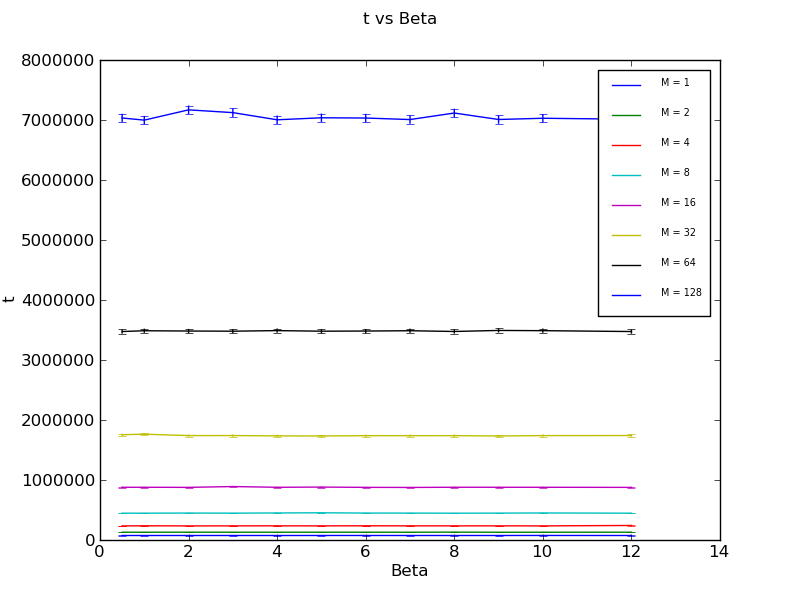 t vs Beta
8000000
7000000
6000000
5000000
4000000
3000000
2000000
1000000
0
t
M = 1
M = 2
M = 4
M = 8
M = 16
M = 32
M = 64
M = 128
0 2 4 6 8 10 12 14
Beta